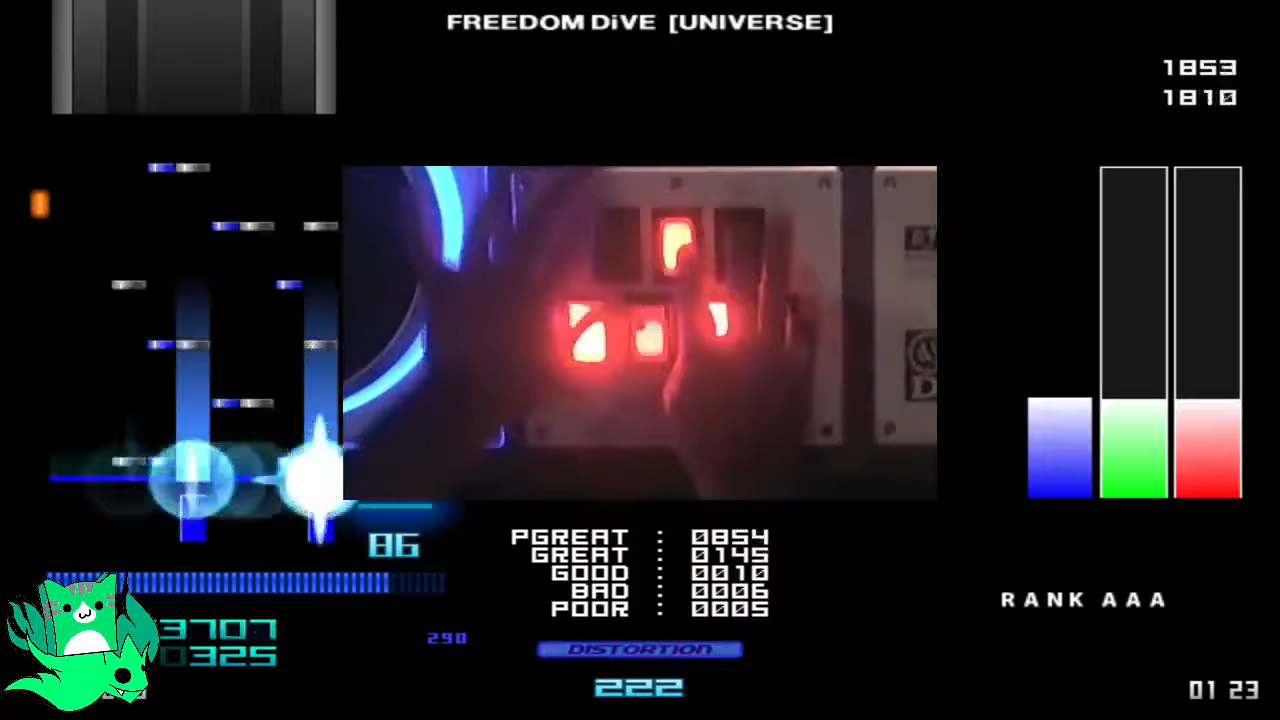 FREEDOM DiVE [UNIVERSE]
1853
1810
86
PGREAT : 0854
GREAT : 0145
GOOD : 0010
BAD : 0006
POOR : 0005
RANK AAA
3707
290
0325
DISTORTION
222
01 23